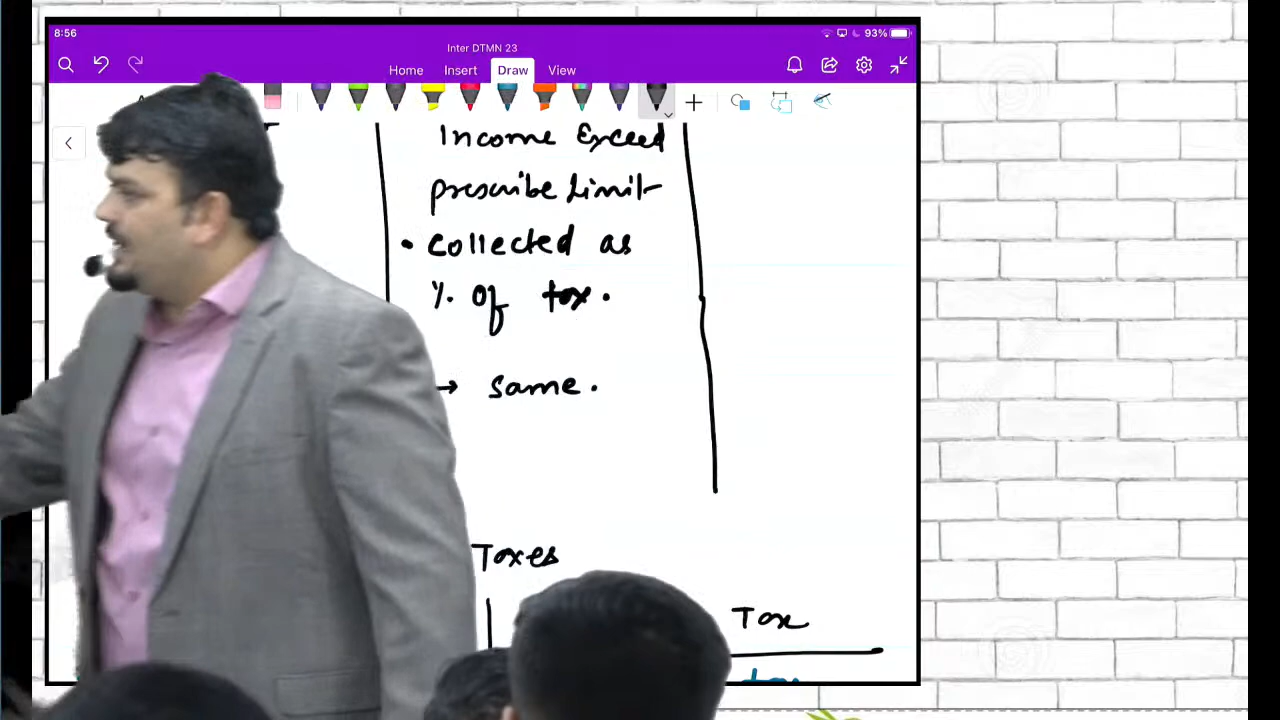 8:56
93%
Inter DTMN 23
Home Insert Draw View
Income Exceed
prescribe limit
• Collected as
% of tax.
→ Same.
Taxes
Tax
tax